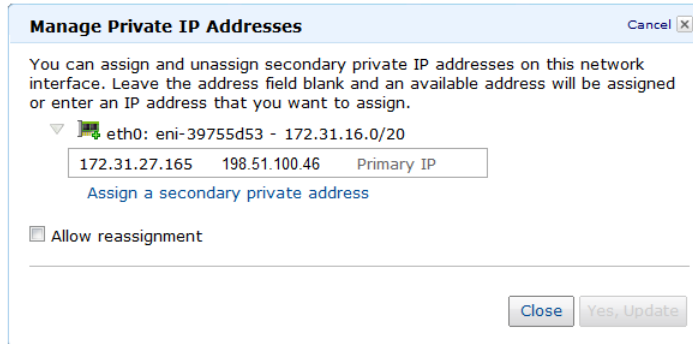 Manage Private IP Addresses
Cancel
You can assign and unassign secondary private IP addresses on this network
interface. Leave the address field blank and an available address will be assigned
or enter an IP address that you want to assign.
eth0: eni-39755d53 - 172.31.16.0/20
172.31.27.165 198.51.100.46 Primary IP
Assign a secondary private address
Allow reassignment
Close Yes, Update